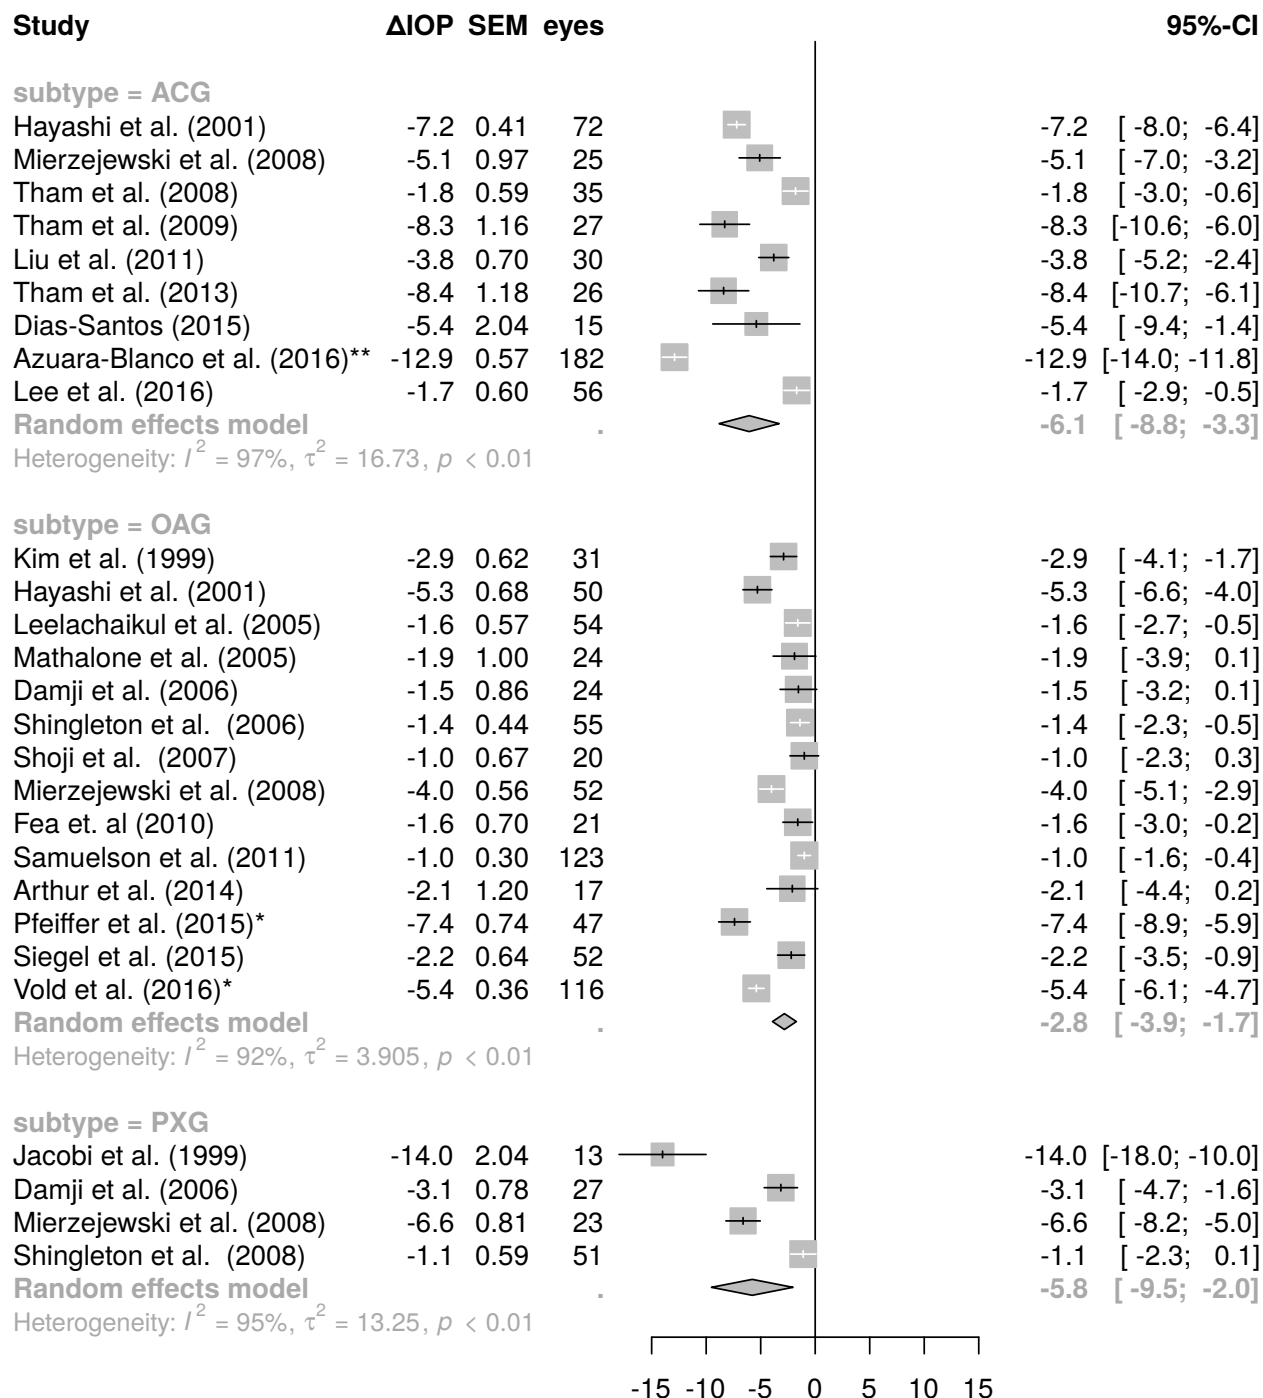 Study ΔIOP SEM eyes 95%-CI
subtype = ACG
Hayashi et al. (2001) -7.2 0.41 72 -7.2 [ -8.0; -6.4]
Mierzejewski et al. (2008) -5.1 0.97 25 -5.1 [ -7.0; -3.2]
Tham et al. (2008) -1.8 0.59 35 -1.8 [ -3.0; -0.6]
Tham et al. (2009) -8.3 1.16 27 -8.3 [-10.6; -6.0]
Liu et al. (2011) -3.8 0.70 30 -3.8 [ -5.2; -2.4]
Tham et al. (2013) -8.4 1.18 26 -8.4 [-10.7; -6.1]
Dias-Santos (2015) -5.4 2.04 15 -5.4 [ -9.4; -1.4]
Azuara-Blanco et al. (2016)** -12.9 0.57 182 -12.9 [-14.0; -11.8]
Lee et al. (2016) -1.7 0.60 56 -1.7 [ -2.9; -0.5]
Random effects model . -6.1 [ -8.8; -3.3]
Heterogeneity: I² = 97%, τ² = 16.73, p < 0.01
subtype = OAG
Kim et al. (1999) -2.9 0.62 31 -2.9 [ -4.1; -1.7]
Hayashi et al. (2001) -5.3 0.68 50 -5.3 [ -6.6; -4.0]
Leelachaikul et al. (2005) -1.6 0.57 54 -1.6 [ -2.7; -0.5]
Mathalone et al. (2005) -1.9 1.00 24 -1.9 [ -3.9; 0.1]
Damji et al. (2006) -1.5 0.86 24 -1.5 [ -3.2; 0.1]
Shingleton et al. (2006) -1.4 0.44 55 -1.4 [ -2.3; -0.5]
Shoji et al. (2007) -1.0 0.67 20 -1.0 [ -2.3; 0.3]
Mierzejewski et al. (2008) -4.0 0.56 52 -4.0 [ -5.1; -2.9]
Fea et. al (2010) -1.6 0.70 21 -1.6 [ -3.0; -0.2]
Samuelson et al. (2011) -1.0 0.30 123 -1.0 [ -1.6; -0.4]
Arthur et al. (2014) -2.1 1.20 17 -2.1 [ -4.4; 0.2]
Pfeiffer et al. (2015)* -7.4 0.74 47 -7.4 [ -8.9; -5.9]
Siegel et al. (2015) -2.2 0.64 52 -2.2 [ -3.5; -0.9]
Vold et al. (2016)* -5.4 0.36 116 -5.4 [ -6.1; -4.7]
Random effects model . -2.8 [ -3.9; -1.7]
Heterogeneity: I² = 92%, τ² = 3.905, p < 0.01
subtype = PXG
Jacobi et al. (1999) -14.0 2.04 13 -14.0 [-18.0; -10.0]
Damji et al. (2006) -3.1 0.78 27 -3.1 [ -4.7; -1.6]
Mierzejewski et al. (2008) -6.6 0.81 23 -6.6 [ -8.2; -5.0]
Shingleton et al. (2008) -1.1 0.59 51 -1.1 [ -2.3; 0.1]
Random effects model . -5.8 [ -9.5; -2.0]
Heterogeneity: I² = 95%, τ² = 13.25, p < 0.01
-15 -10 -5 0 5 10 15